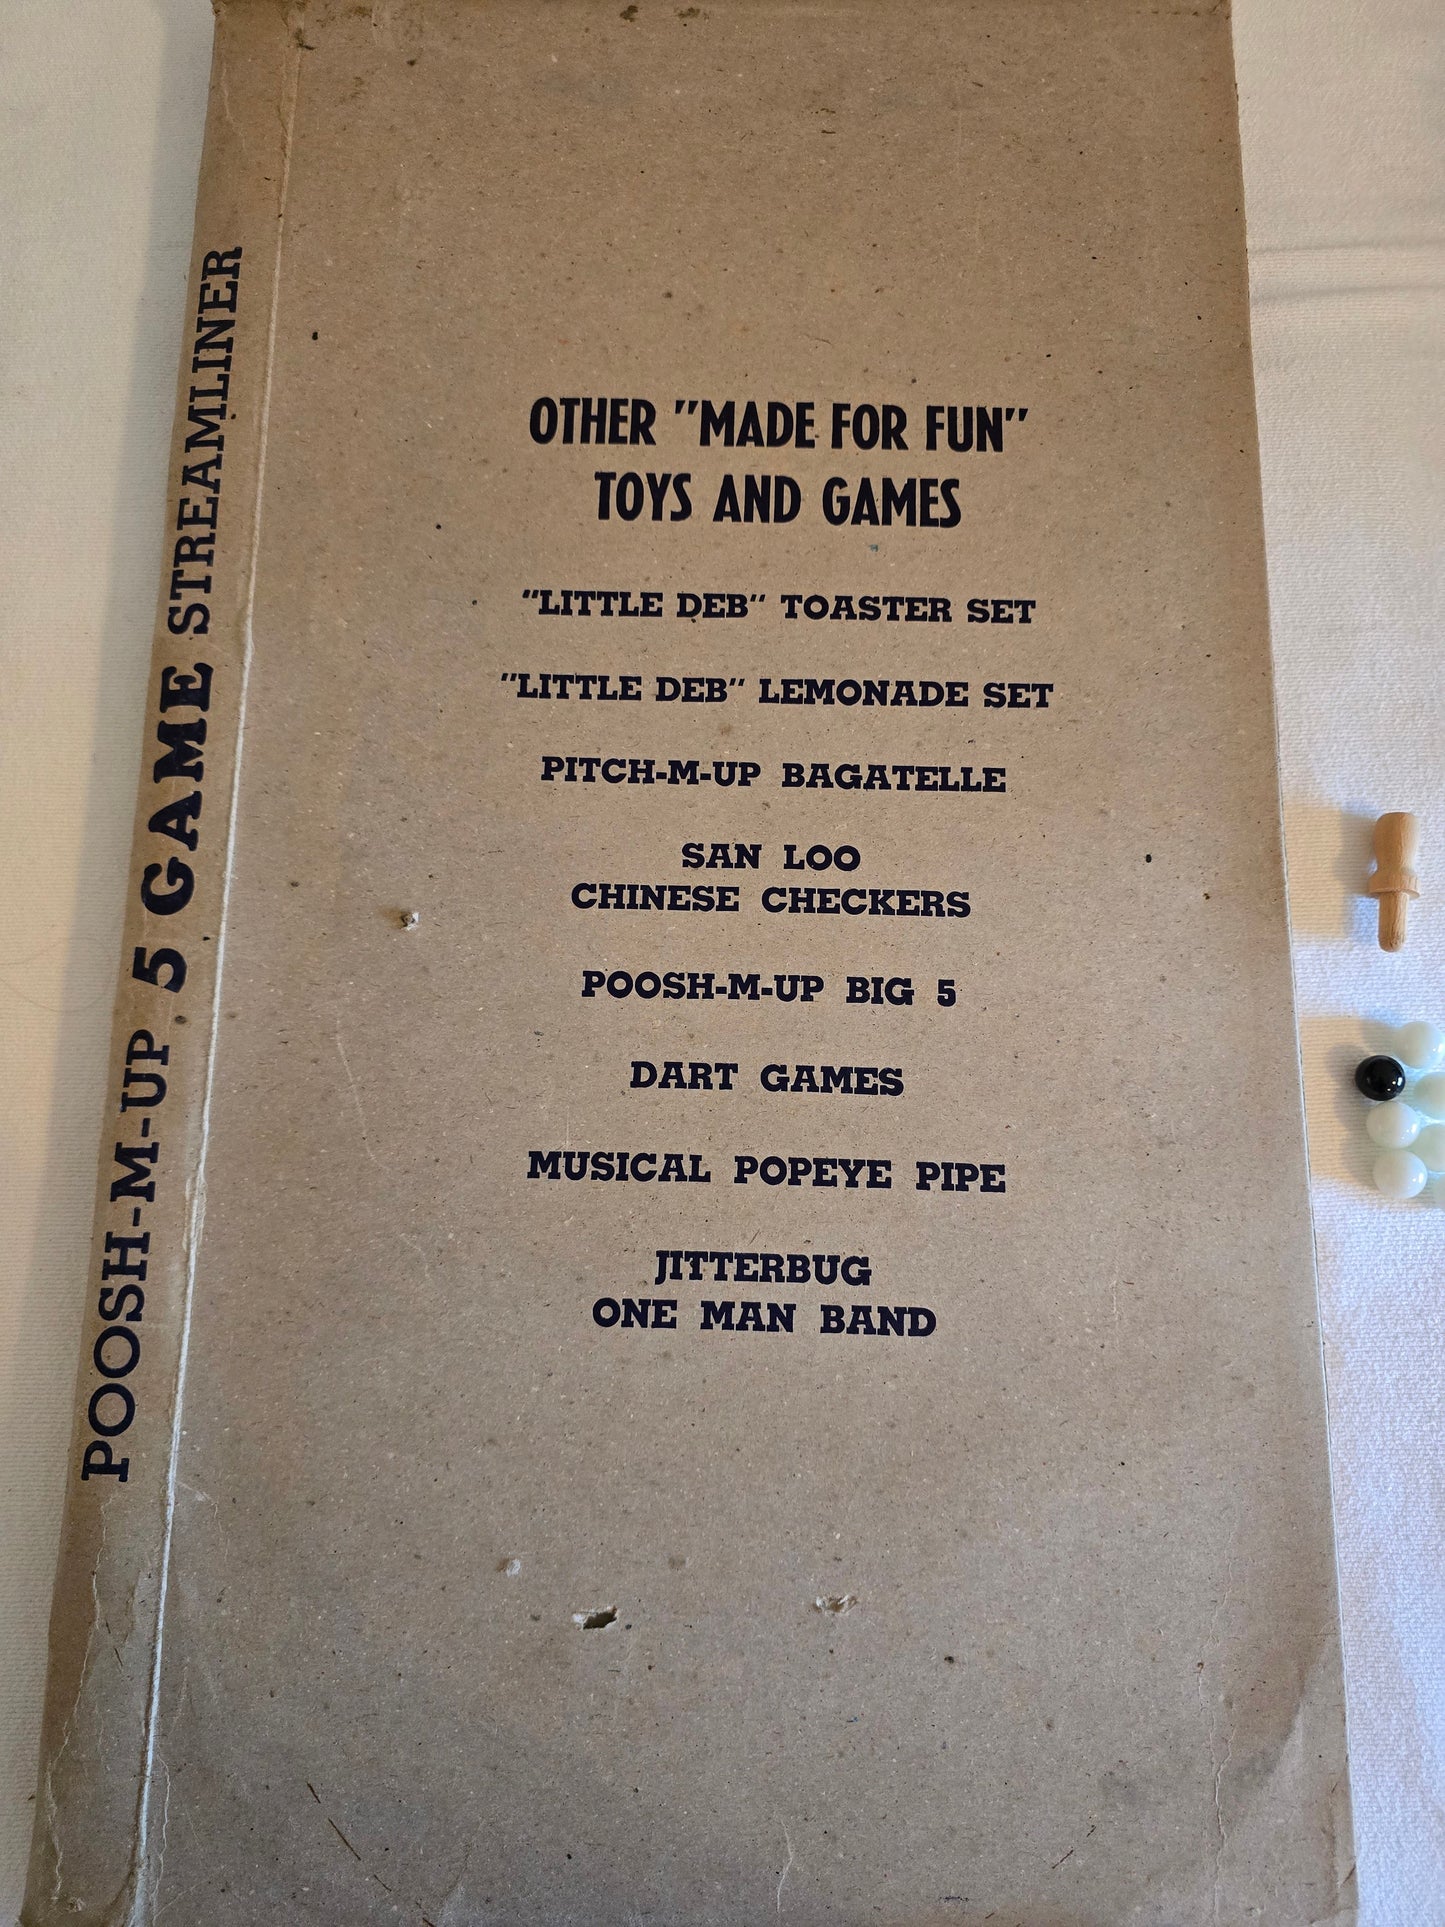 POOSH-M-UP 5 GAME STREAMLINER
OTHER "MADE FOR FUN"
TOYS AND GAMES
"LITTLE DEB" TOASTER SET
"LITTLE DEB" LEMONADE SET
PITCH-M-UP BAGATELLE
SAN LOO
CHINESE CHECKERS
POOSH-M-UP BIG 5
DART GAMES
MUSICAL POPEYE PIPE
JITTERBUG
ONE MAN BAND